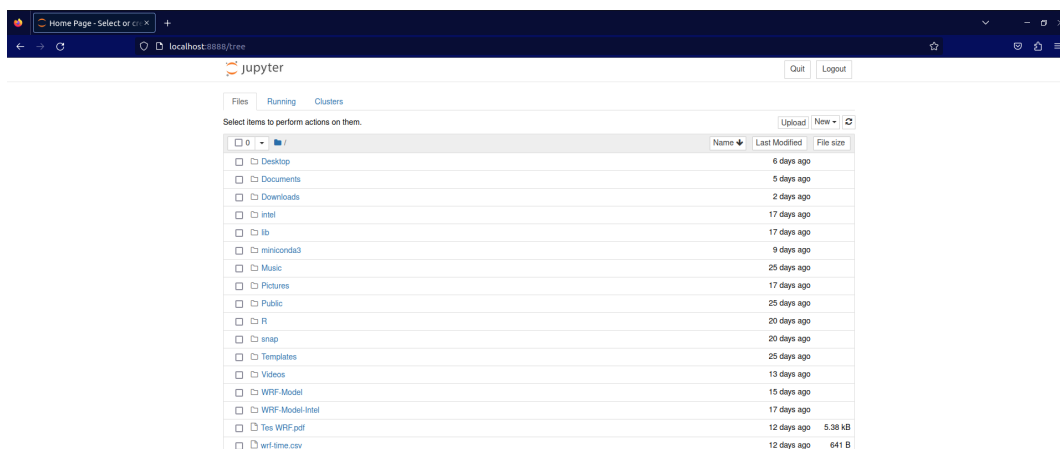 Home Page - Select or cr
localhost:8888/tree
jupyter
Quit Logout
Files Running Clusters
Select items to perform actions on them.
Upload New
0 / Name Last Modified File size
Desktop 6 days ago
Documents 5 days ago
Downloads 2 days ago
intel 17 days ago
lib 17 days ago
miniconda3 9 days ago
Music 25 days ago
Pictures 17 days ago
Public 25 days ago
R 20 days ago
snap 20 days ago
Templates 25 days ago
Videos 13 days ago
WRF-Model 15 days ago
WRF-Model-Intel 17 days ago
Tes WRF.pdf 12 days ago 5.38 kB
wrf-time.csv 12 days ago 641 B